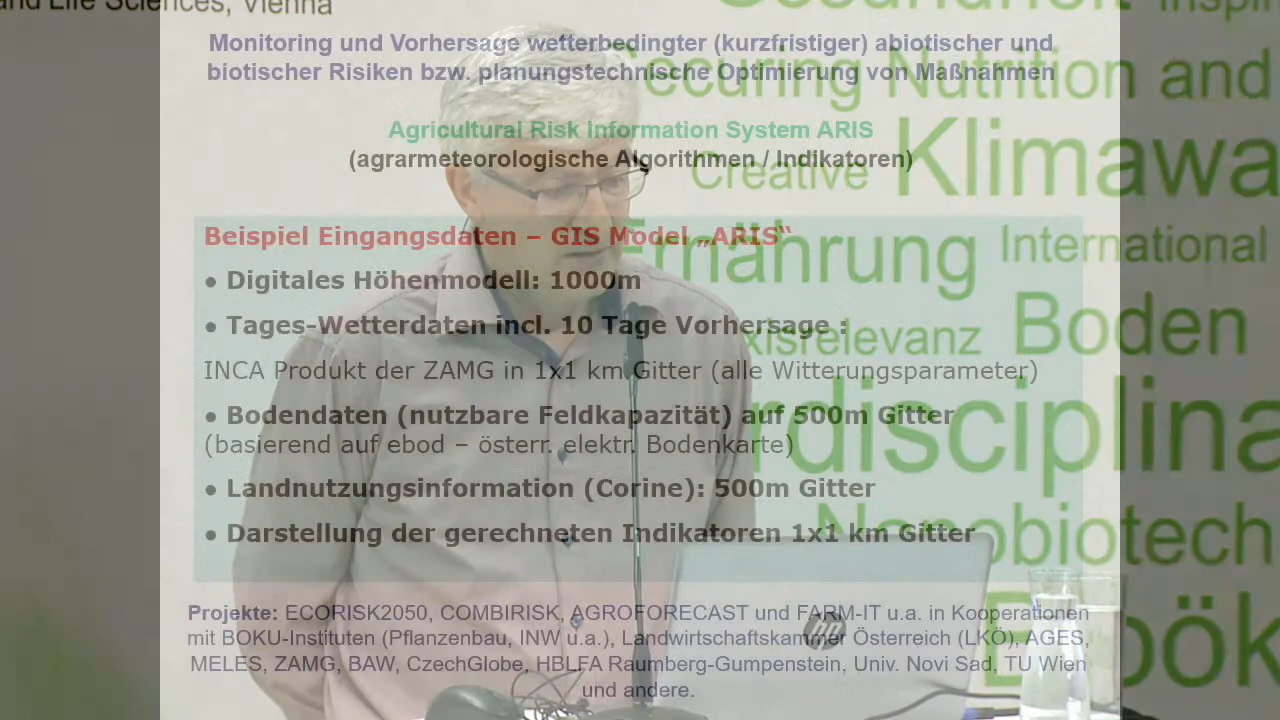 and Life Sciences, Vienna
Gesundheit
Monitoring und Vorhersage wetterbedingter (kurzfristiger) abiotischer und
biotischer Risiken bzw. planungstechnische Optimierung von Maßnahmen
Securing Nutrition and
Agricultural Risk Information System ARIS
(agrarmeteorologische Algorithmen / Indikatoren)
Creative
Klimawa
Beispiel Eingangsdaten – GIS Model „ARIS“
Ernährung
International
● Digitales Höhenmodell: 1000m
● Tages-Wetterdaten incl. 10 Tage Vorhersage :
xisrelevanz
Boden
INCA Produkt der ZAMG in 1x1 km Gitter (alle Witterungsparameter)
● Bodendaten (nutzbare Feldkapazität) auf 500m Gitter
(basierend auf ebod – österr. elektr. Bodenkarte)
rdisciplina
● Landnutzungsinformation (Corine): 500m Gitter
● Darstellung der gerechneten Indikatoren 1x1 km Gitter
Nanobiotech
Projekte: ECORISK2050, COMBIRISK, AGROFORECAST und FARM-IT u.a. in Kooperationen
mit BOKU-Instituten (Pflanzenbau, INW u.a.), Landwirtschaftskammer Österreich (LKÖ), AGES,
MELES, ZAMG, BAW, CzechGlobe, HBLFA Raumberg-Gumpenstein, Univ. Novi Sad, TU Wien
und andere.
hp